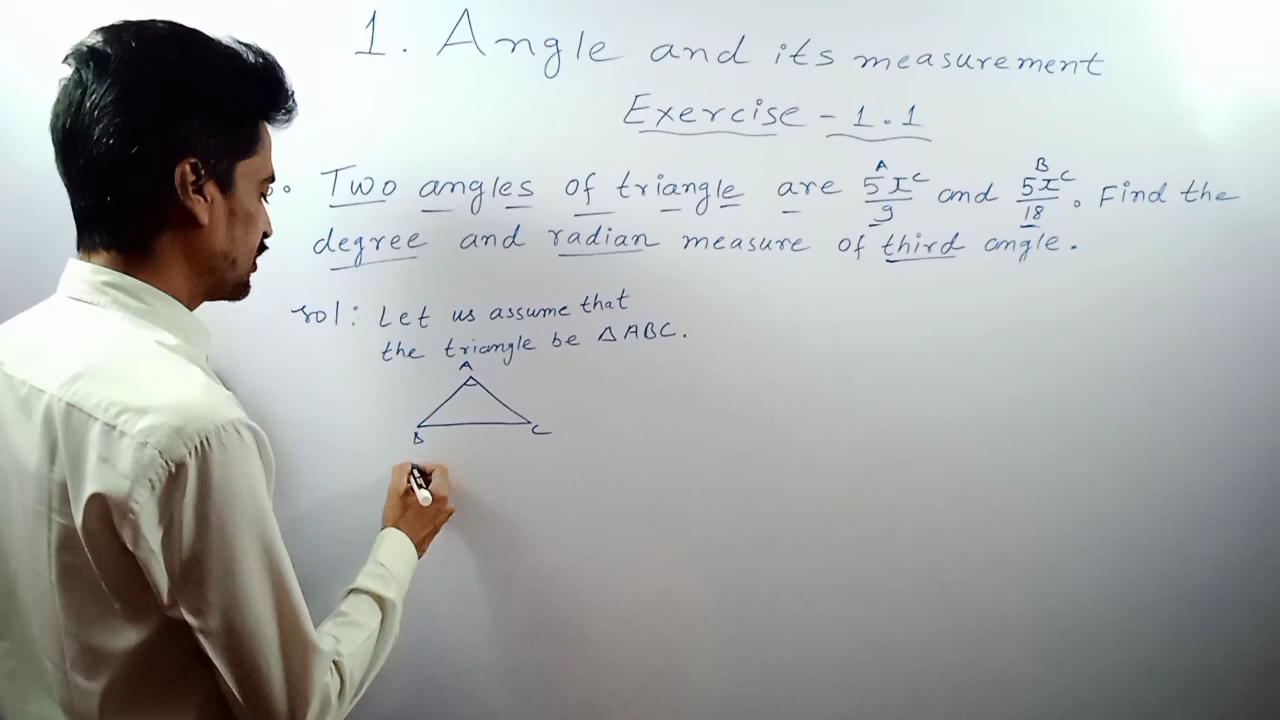 1. Angle and its measurement
Exercise - 1.1
A B
Two angles of triangle are 5π^c/9 and 5π^c/18. Find the
degree and radian measure of third angle.
sol: Let us assume that
the triangle be △ABC.
A
B C